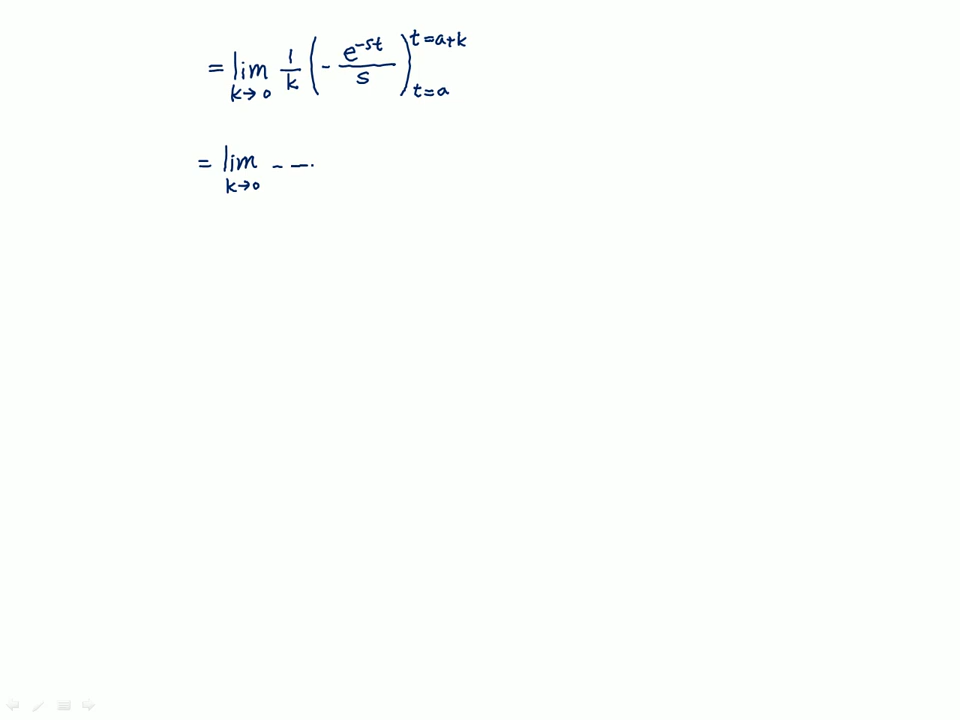 = lim k→0 1/k ( - e^-st / s ) t=a+k t=a
= lim k→0 - —